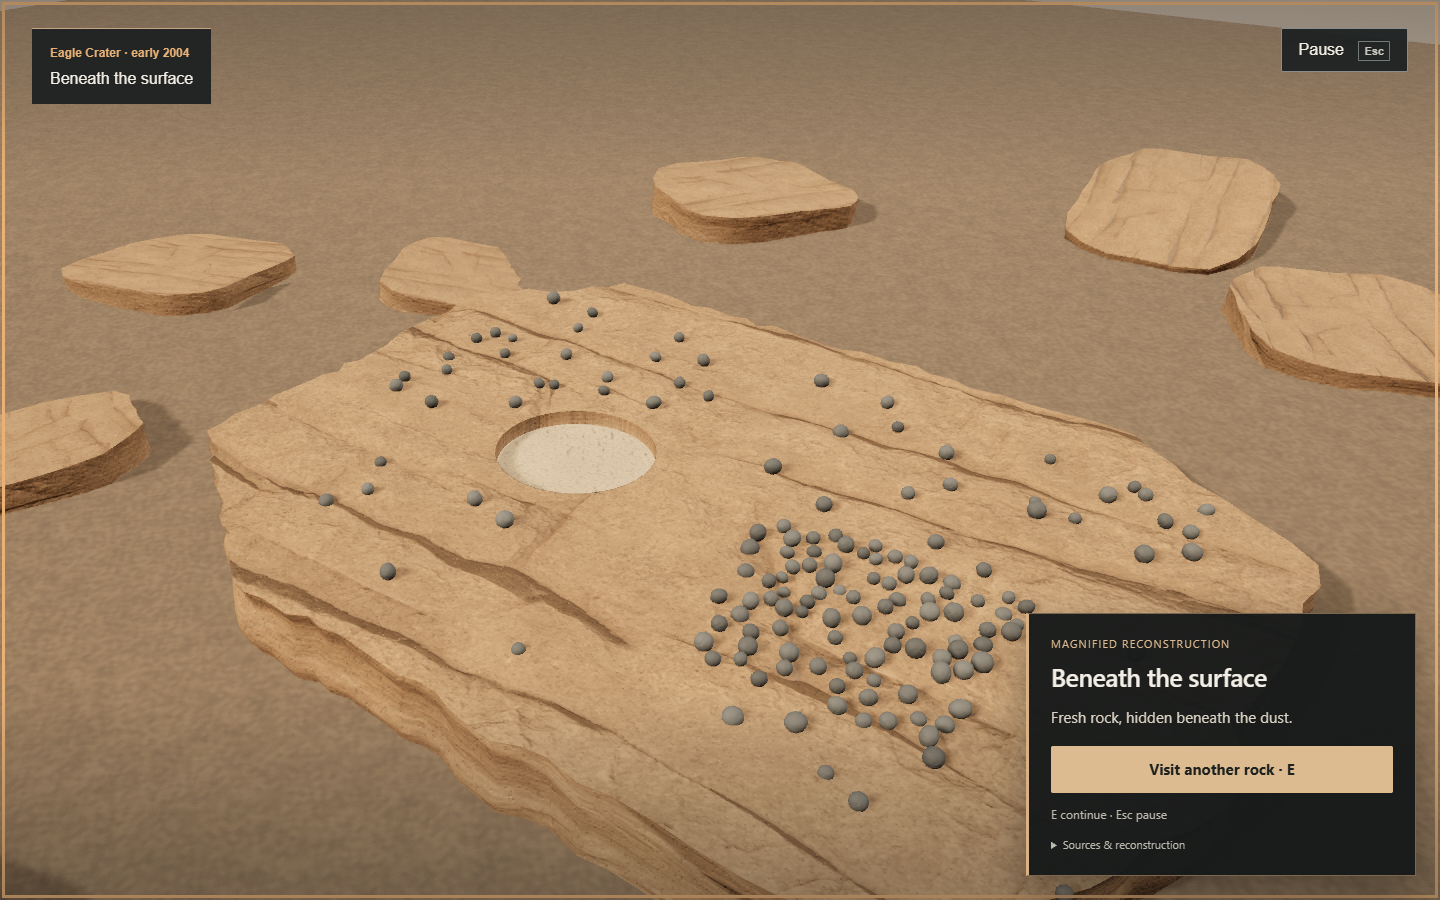 Eagle Crater · early 2004
Beneath the surface
Pause Esc
MAGNIFIED RECONSTRUCTION
Beneath the surface
Fresh rock, hidden beneath the dust.
Visit another rock · E
E continue · Esc pause
▶ Sources & reconstruction